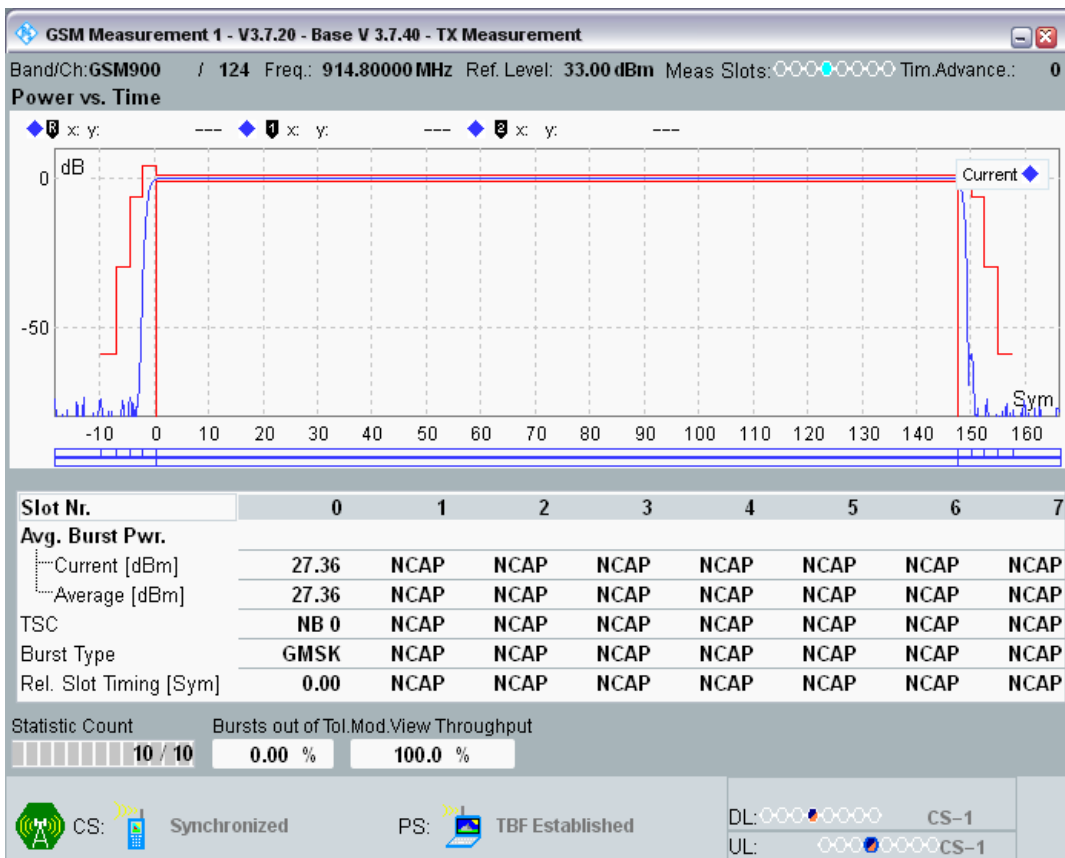 GSM Measurement 1 - V3.7.20 - Base V 3.7.40 - TX Measurement
Band/Ch:GSM900 / 124 Freq.: 914.80000 MHz Ref. Level: 33.00 dBm Meas Slots: Tim.Advance.: 0
Power vs. Time
R x: y: --- 1 x: y: --- 2 x: y: ---
dB
Current
0
-50
Sym
-10 0 10 20 30 40 50 60 70 80 90 100 110 120 130 140 150 160
Slot Nr. 0 1 2 3 4 5 6 7
Avg. Burst Pwr.
Current [dBm] 27.36 NCAP NCAP NCAP NCAP NCAP NCAP NCAP
Average [dBm] 27.36 NCAP NCAP NCAP NCAP NCAP NCAP NCAP
TSC NB 0 NCAP NCAP NCAP NCAP NCAP NCAP NCAP
Burst Type GMSK NCAP NCAP NCAP NCAP NCAP NCAP NCAP
Rel. Slot Timing [Sym] 0.00 NCAP NCAP NCAP NCAP NCAP NCAP NCAP
Statistic Count Bursts out of Tol. Mod.View Throughput
10 / 10 0.00 % 100.0 %
CS: Synchronized PS: TBF Established DL: CS-1
UL: CS-1